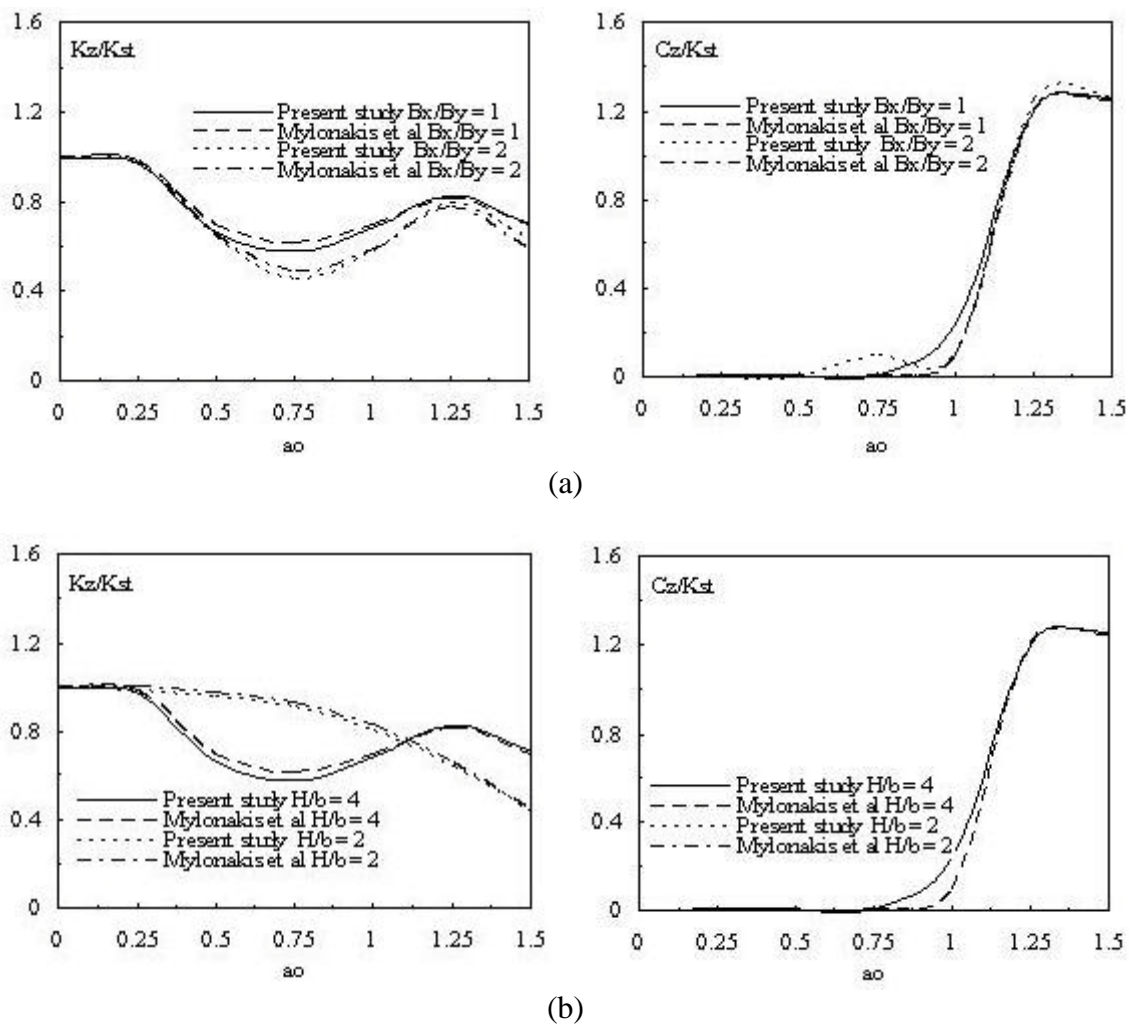 1.6
1.2
0.8
0.4
0
Kz/Kst
Present study Bx/By = 1
Mylonakis et al Bx/By = 1
Present study Bx/By = 2
Mylonakis et al Bx/By = 2
0 0.25 0.5 0.75 1 1.25 1.5
ao
1.6
1.2
0.8
0.4
0
Cz/Kst
Present study Bx/By = 1
Mylonakis et al Bx/By = 1
Present study Bx/By = 2
Mylonakis et al Bx/By = 2
0 0.25 0.5 0.75 1 1.25 1.5
ao
(a)
1.6
1.2
0.8
0.4
0
Kz/Kst
Present study H/b = 4
Mylonakis et al H/b = 4
Present study H/b = 2
Mylonakis et al H/b = 2
0 0.25 0.5 0.75 1 1.25 1.5
ao
1.6
1.2
0.8
0.4
0
Cz/Kst
Present study H/b = 4
Mylonakis et al H/b = 4
Present study H/b = 2
Mylonakis et al H/b = 2
0 0.25 0.5 0.75 1 1.25 1.5
ao
(b)